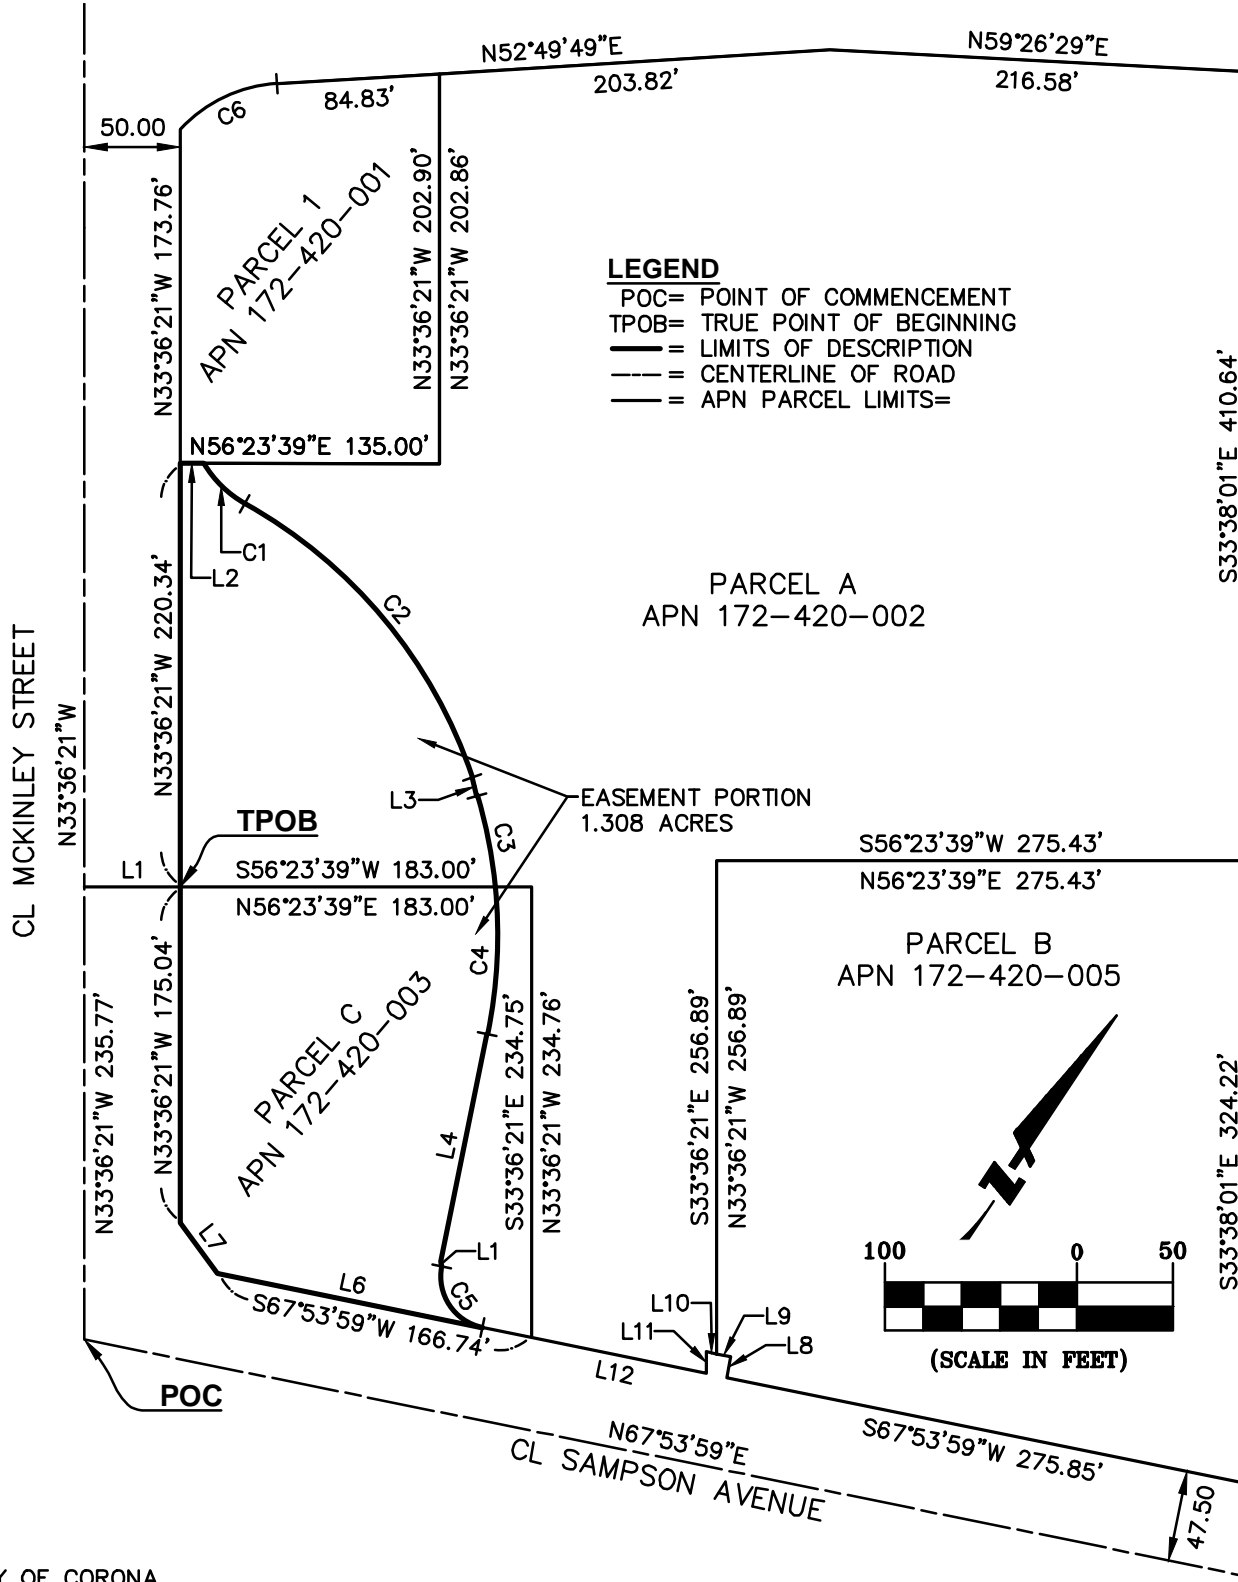 N52°49'49"E
203.82'
N59°26'29"E
216.58'
C6
84.83'
50.00
N33°36'21"W 173.76'
PARCEL 1
APN 172-420-001
N33°36'21"W 202.90'
N33°36'21"W 202.86'
LEGEND
POC= POINT OF COMMENCEMENT
TPOB= TRUE POINT OF BEGINNING
= LIMITS OF DESCRIPTION
= CENTERLINE OF ROAD
= APN PARCEL LIMITS=
S33°38'01"E 410.64'
N56°23'39"E 135.00'
C1
L2
N33°36'21"W 220.34'
C2
PARCEL A
APN 172-420-002
CL MCKINLEY STREET
N33°36'21"W
L3
EASEMENT PORTION
1.308 ACRES
TPOB
C3
L1
S56°23'39"W 183.00'
N56°23'39"E 183.00'
S56°23'39"W 275.43'
N56°23'39"E 275.43'
C4
PARCEL B
APN 172-420-005
N33°36'21"W 235.77'
N33°36'21"W 175.04'
PARCEL C
APN 172-420-003
S33°36'21"E 234.75'
N33°36'21"W 234.76'
S33°36'21"E 256.89'
N33°36'21"W 256.89'
S33°38'01"E 324.22'
L4
N
L7
L1
L6
C5
S67°53'59"W 166.74'
100 0 50
(SCALE IN FEET)
L10
L9
L11
L8
L12
POC
N67°53'59"E
CL SAMPSON AVENUE
S67°53'59"W 275.85'
47.50
Y OF CORONA